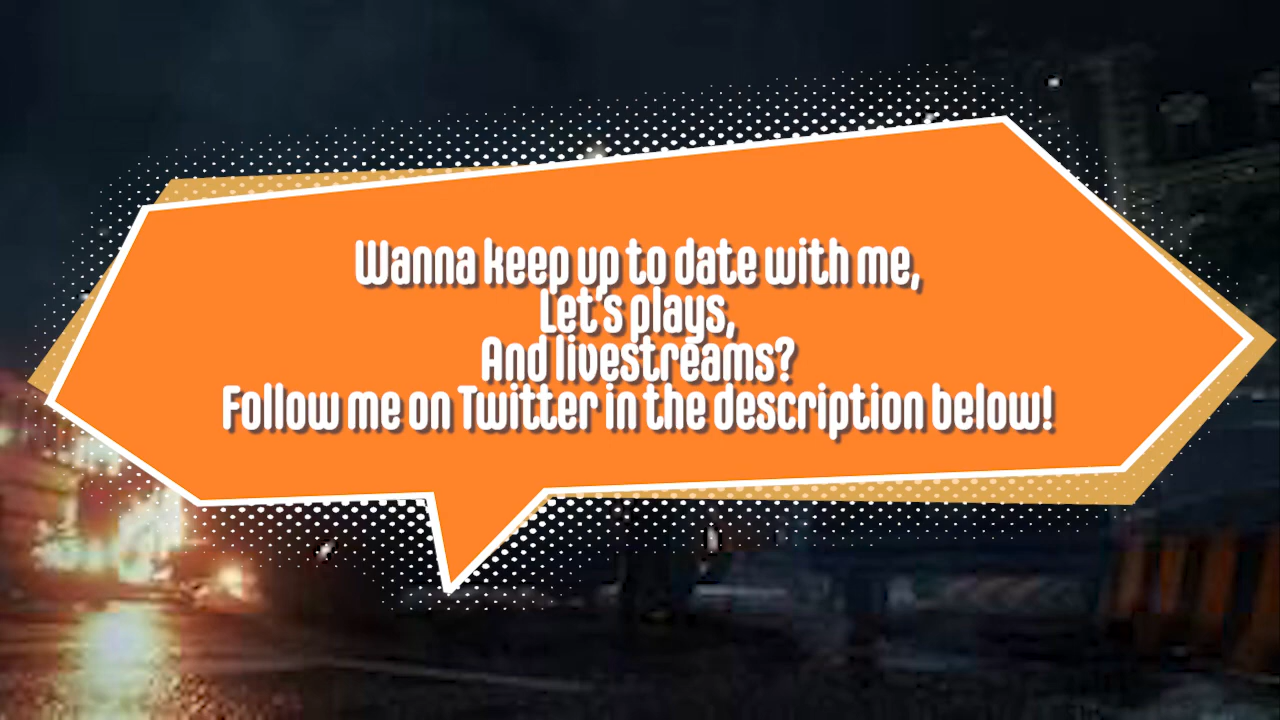 Wanna keep up to date with me,
Let's plays,
And livestreams?
Follow me on Twitter in the description below!